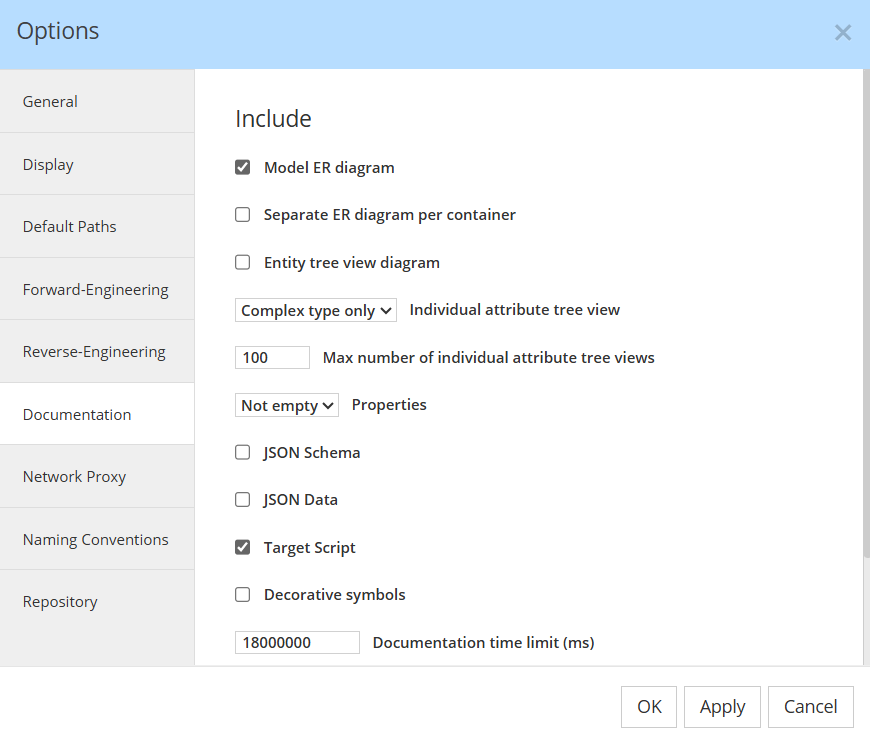 Options
General
Display
Default Paths
Forward-Engineering
Reverse-Engineering
Documentation
Network Proxy
Naming Conventions
Repository
Include
Model ER diagram
Separate ER diagram per container
Entity tree view diagram
Complex type only Individual attribute tree view
100 Max number of individual attribute tree views
Not empty Properties
JSON Schema
JSON Data
Target Script
Decorative symbols
18000000 Documentation time limit (ms)
OK Apply Cancel